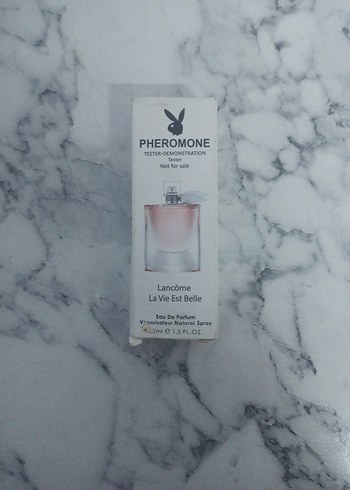 PHEROMONE
TESTER-DEMONSTRATION
Tester
Not for sale
Lancôme
La Vie Est Belle
Eau De Parfum
Vaporisateur Natural Spray
1.5 FL.OZ.